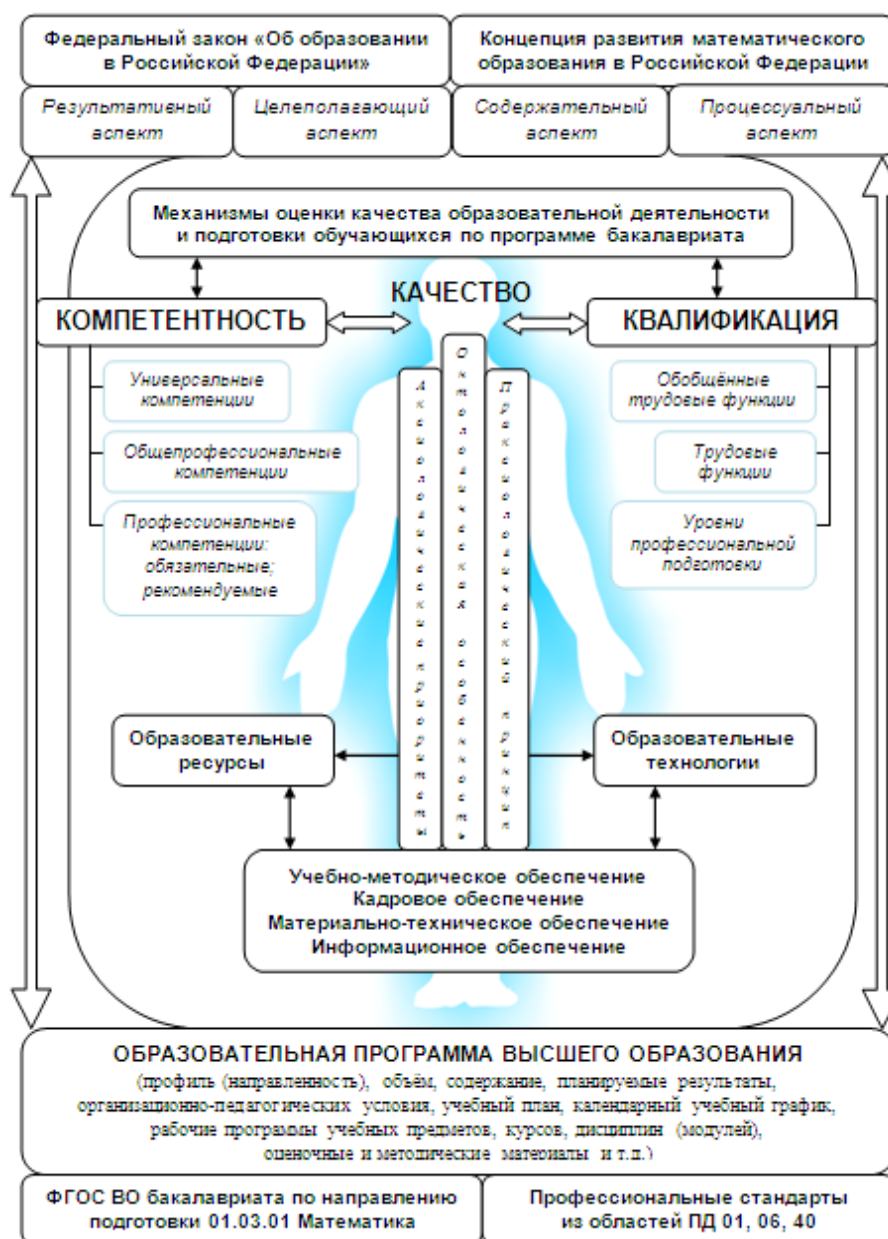 Федеральный закон «Об образовании
в Российской Федерации»
Концепция развития математического
образования в Российской Федерации
Результативный
аспект
Целеполагающий
аспект
Содержательный
аспект
Процессуальный
аспект
Механизмы оценки качества образовательной деятельности
и подготовки обучающихся по программе бакалавриата
КАЧЕСТВО
КОМПЕТЕНТНОСТЬ
КВАЛИФИКАЦИЯ
Универсальные
компетенции
Общепрофессиональные
компетенции
Профессиональные
компетенции:
обязательные;
рекомендуемые
Аксиологические приоритеты
Онтологическая особенность
Праксиологический принцип
Обобщённые
трудовые функции
Трудовые
функции
Уровни
профессиональной
подготовки
Образовательные
ресурсы
Образовательные
технологии
Учебно-методическое обеспечение
Кадровое обеспечение
Материально-техническое обеспечение
Информационное обеспечение
ОБРАЗОВАТЕЛЬНАЯ ПРОГРАММА ВЫСШЕГО ОБРАЗОВАНИЯ
(профиль (направленность), объём, содержание, планируемые результаты,
организационно-педагогических условия, учебный план, календарный учебный график,
рабочие программы учебных предметов, курсов, дисциплин (модулей),
оценочные и методические материалы и т.д.)
ФГОС ВО бакалавриата по направлению
подготовки 01.03.01 Математика
Профессиональные стандарты
из областей ПД 01, 06, 40